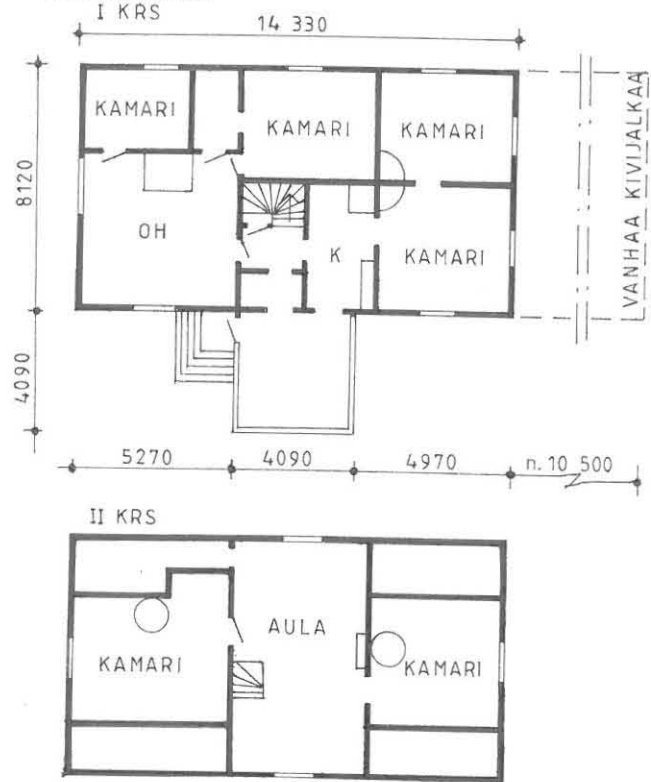 I KRS
14 330
KAMARI
KAMARI
KAMARI
8120
OH
K
KAMARI
VANHAA KIVIJALKAA
4090
5270
4090
4970
n. 10 500
II KRS
AULA
KAMARI
KAMARI